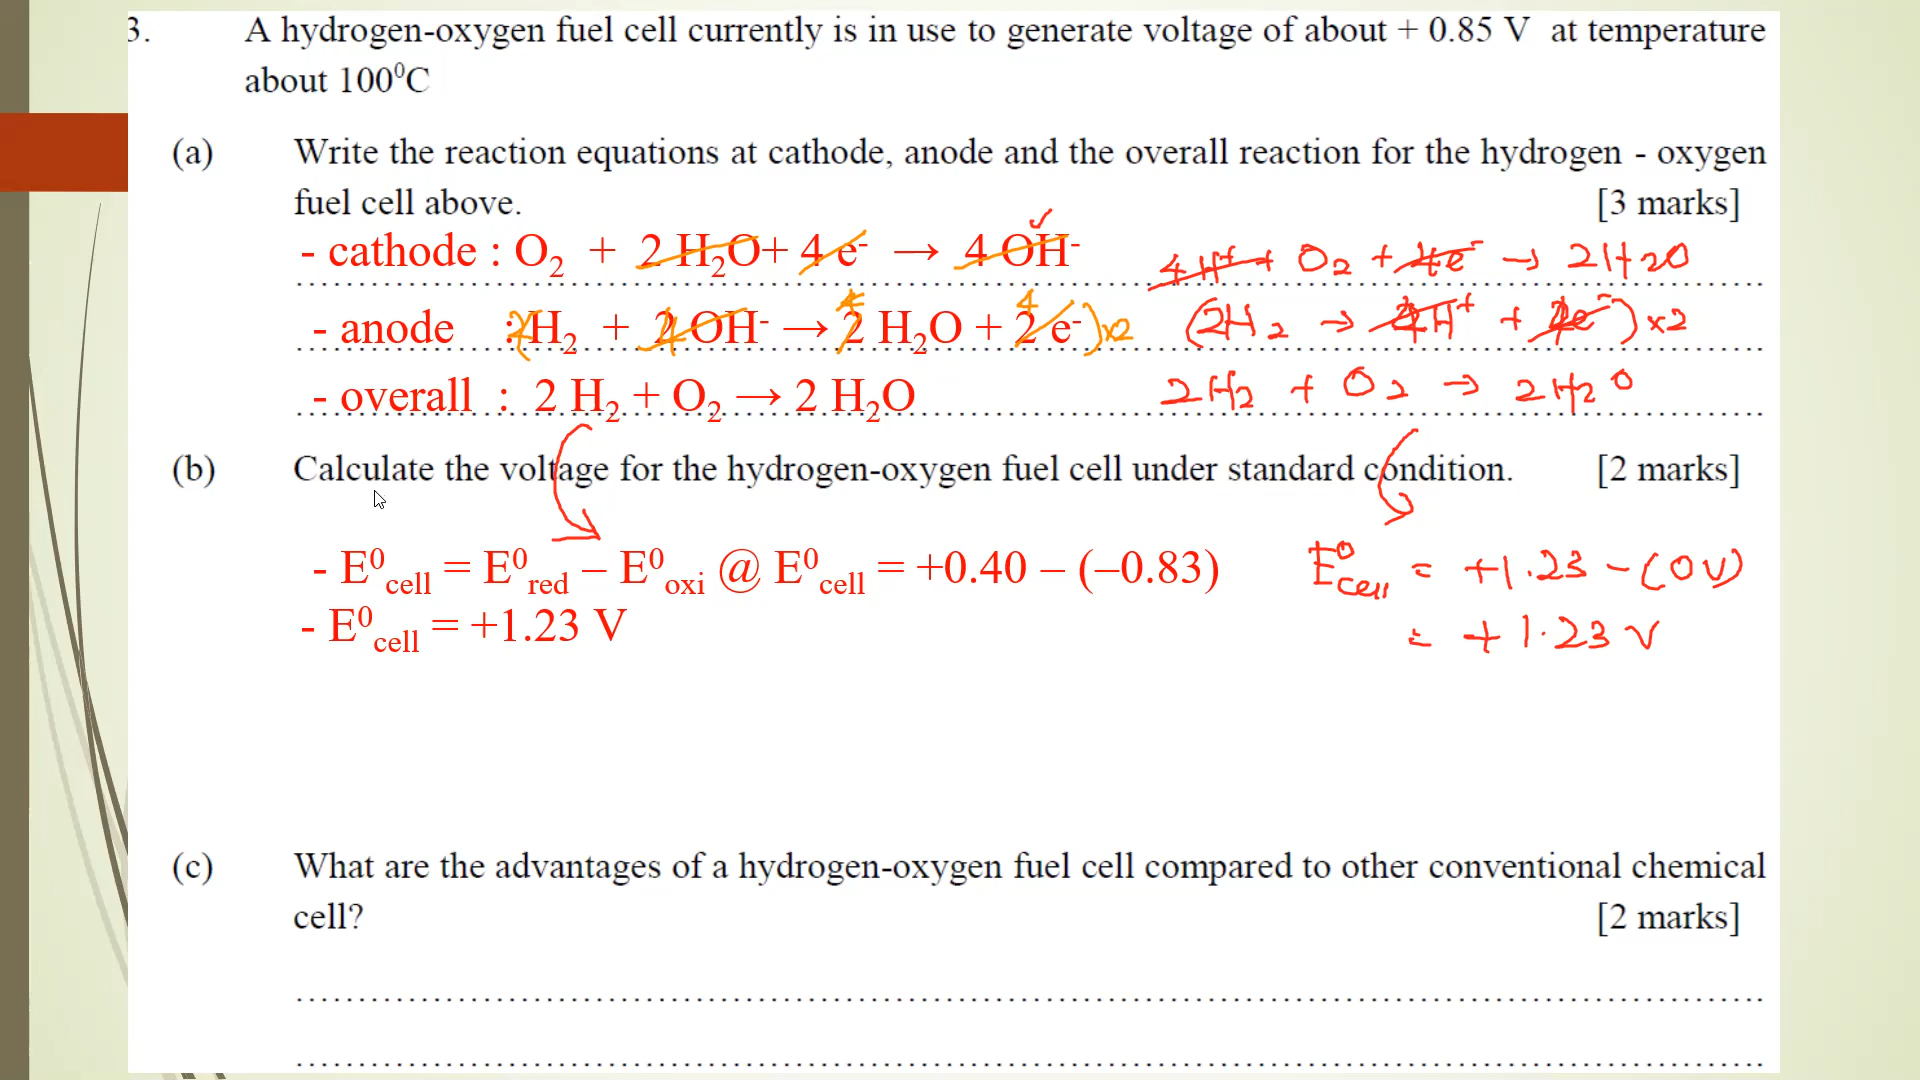 3. A hydrogen-oxygen fuel cell currently is in use to generate voltage of about + 0.85 V at temperature
about 100⁰C
(a) Write the reaction equations at cathode, anode and the overall reaction for the hydrogen - oxygen
fuel cell above. [3 marks]
- cathode : O₂ + 2 H₂O+ 4 e⁻ → 4 OH⁻ 4H⁺ + O₂ + 4e⁻ → 2H₂O
- anode : H₂ + 2 OH⁻ → 2 H₂O + 2 e⁻ )x2 (2H₂ → 4H⁺ + 4e⁻ )x2
- overall : 2 H₂ + O₂ → 2 H₂O 2H₂ + O₂ → 2H₂O
(b) Calculate the voltage for the hydrogen-oxygen fuel cell under standard condition. [2 marks]
- E⁰cell = E⁰red – E⁰oxi @ E⁰cell = +0.40 – (–0.83) E⁰cell = +1.23 - (0V)
- E⁰cell = +1.23 V = +1.23 V
(c) What are the advantages of a hydrogen-oxygen fuel cell compared to other conventional chemical
cell? [2 marks]